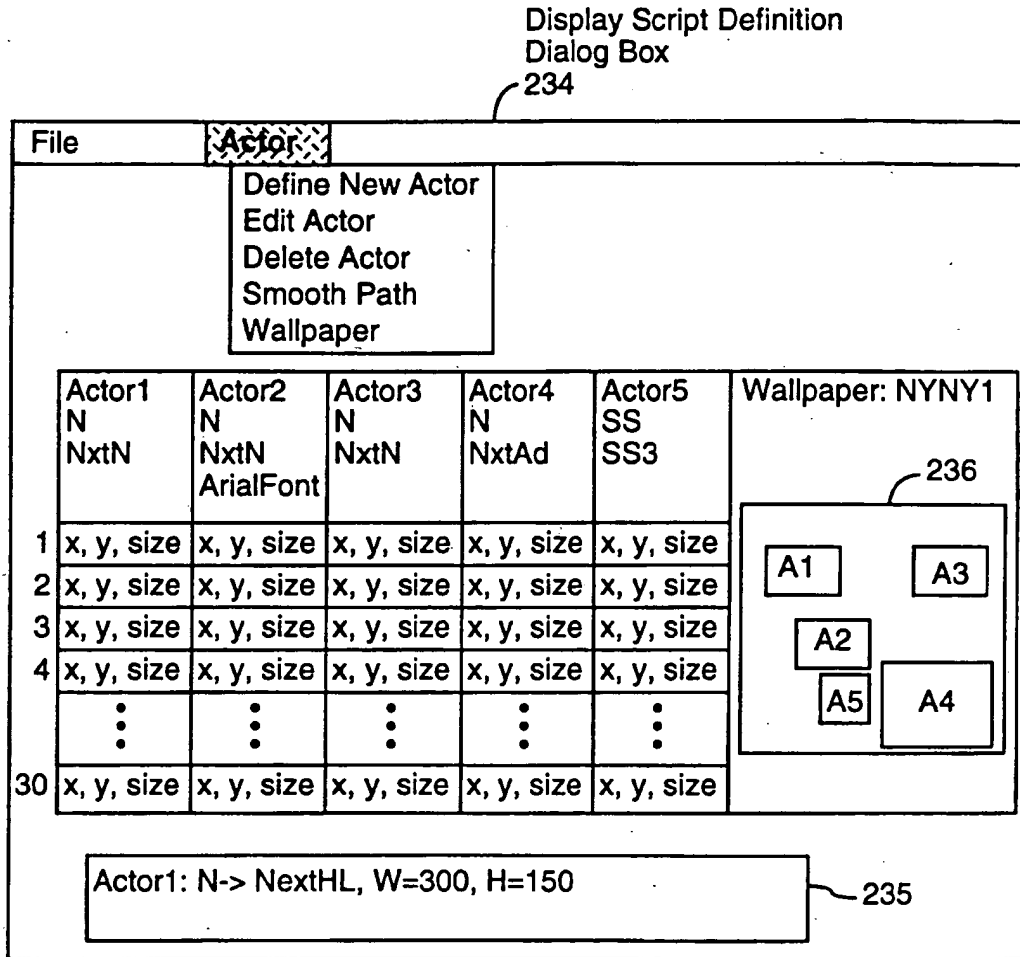 Display Script Definition
Dialog Box
234
File Actor
Define New Actor
Edit Actor
Delete Actor
Smooth Path
Wallpaper
Actor1 Actor2 Actor3 Actor4 Actor5 Wallpaper: NYNY1
N N N N SS
NxtN NxtN NxtN NxtAd SS3
ArialFont
236
1 x, y, size x, y, size x, y, size x, y, size x, y, size
2 x, y, size x, y, size x, y, size x, y, size x, y, size
3 x, y, size x, y, size x, y, size x, y, size x, y, size
4 x, y, size x, y, size x, y, size x, y, size x, y, size
30 x, y, size x, y, size x, y, size x, y, size x, y, size
A1 A3
A2
A5 A4
Actor1: N-> NextHL, W=300, H=150
235